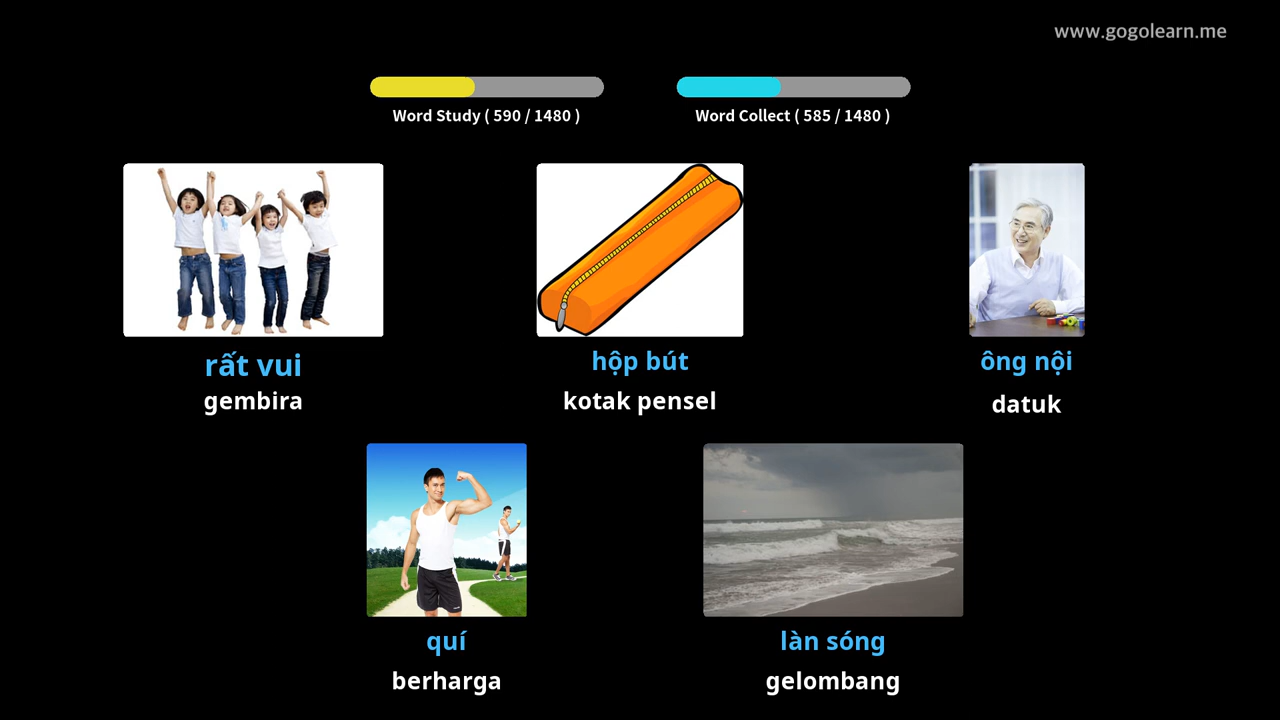 www.gogolearn.me
Word Study ( 590 / 1480 )
Word Collect ( 585 / 1480 )
rất vui
gembira
hộp bút
kotak pensel
ông nội
datuk
quí
berharga
làn sóng
gelombang